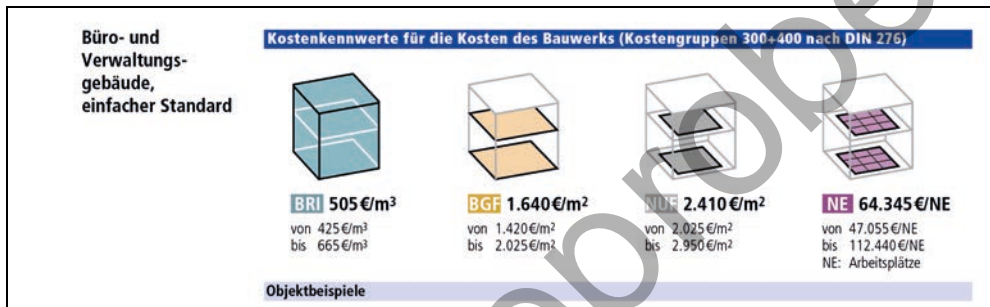 Büro- und
Verwaltungs-
gebäude,
einfacher Standard
Kostenkennwerte für die Kosten des Bauwerks (Kostengruppen 300+400 nach DIN 276)
BRI 505 €/m³
von 425 €/m³
bis 665 €/m³
BGF 1.640 €/m²
von 1.420 €/m²
bis 2.025 €/m²
NUF 2.410 €/m²
von 2.025 €/m²
bis 2.950 €/m²
NE 64.345 €/NE
von 47.055 €/NE
bis 112.440 €/NE
NE: Arbeitsplätze
Objektbeispiele
probe